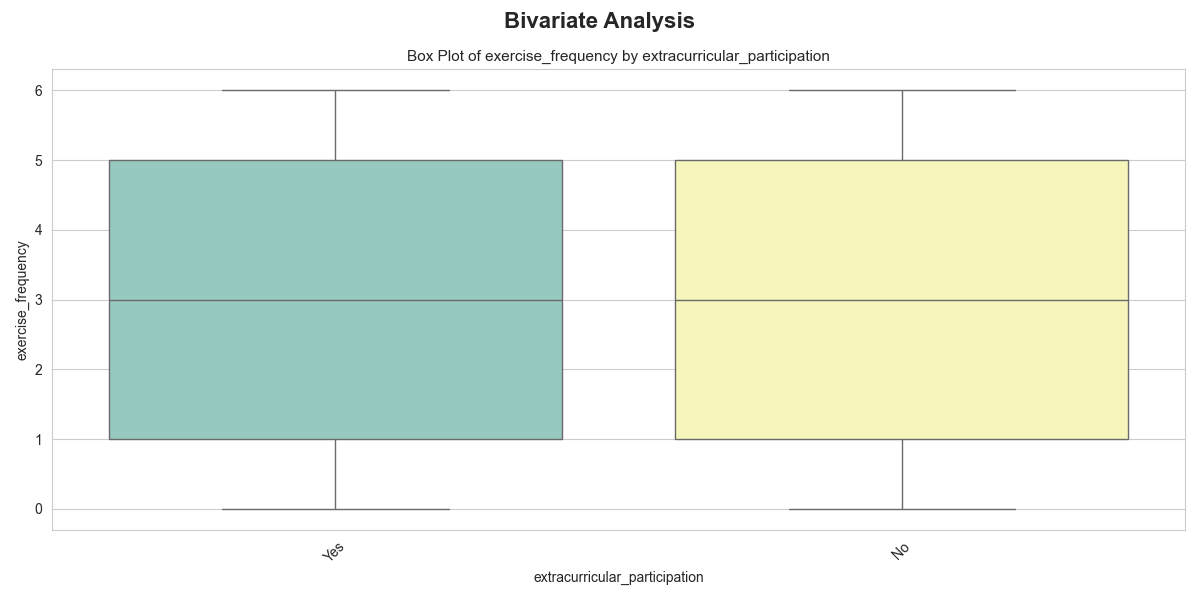 Bivariate Analysis
Box Plot of exercise_frequency by extracurricular_participation
exercise_frequency
6
5
4
3
2
1
0
Yes
No
extracurricular_participation